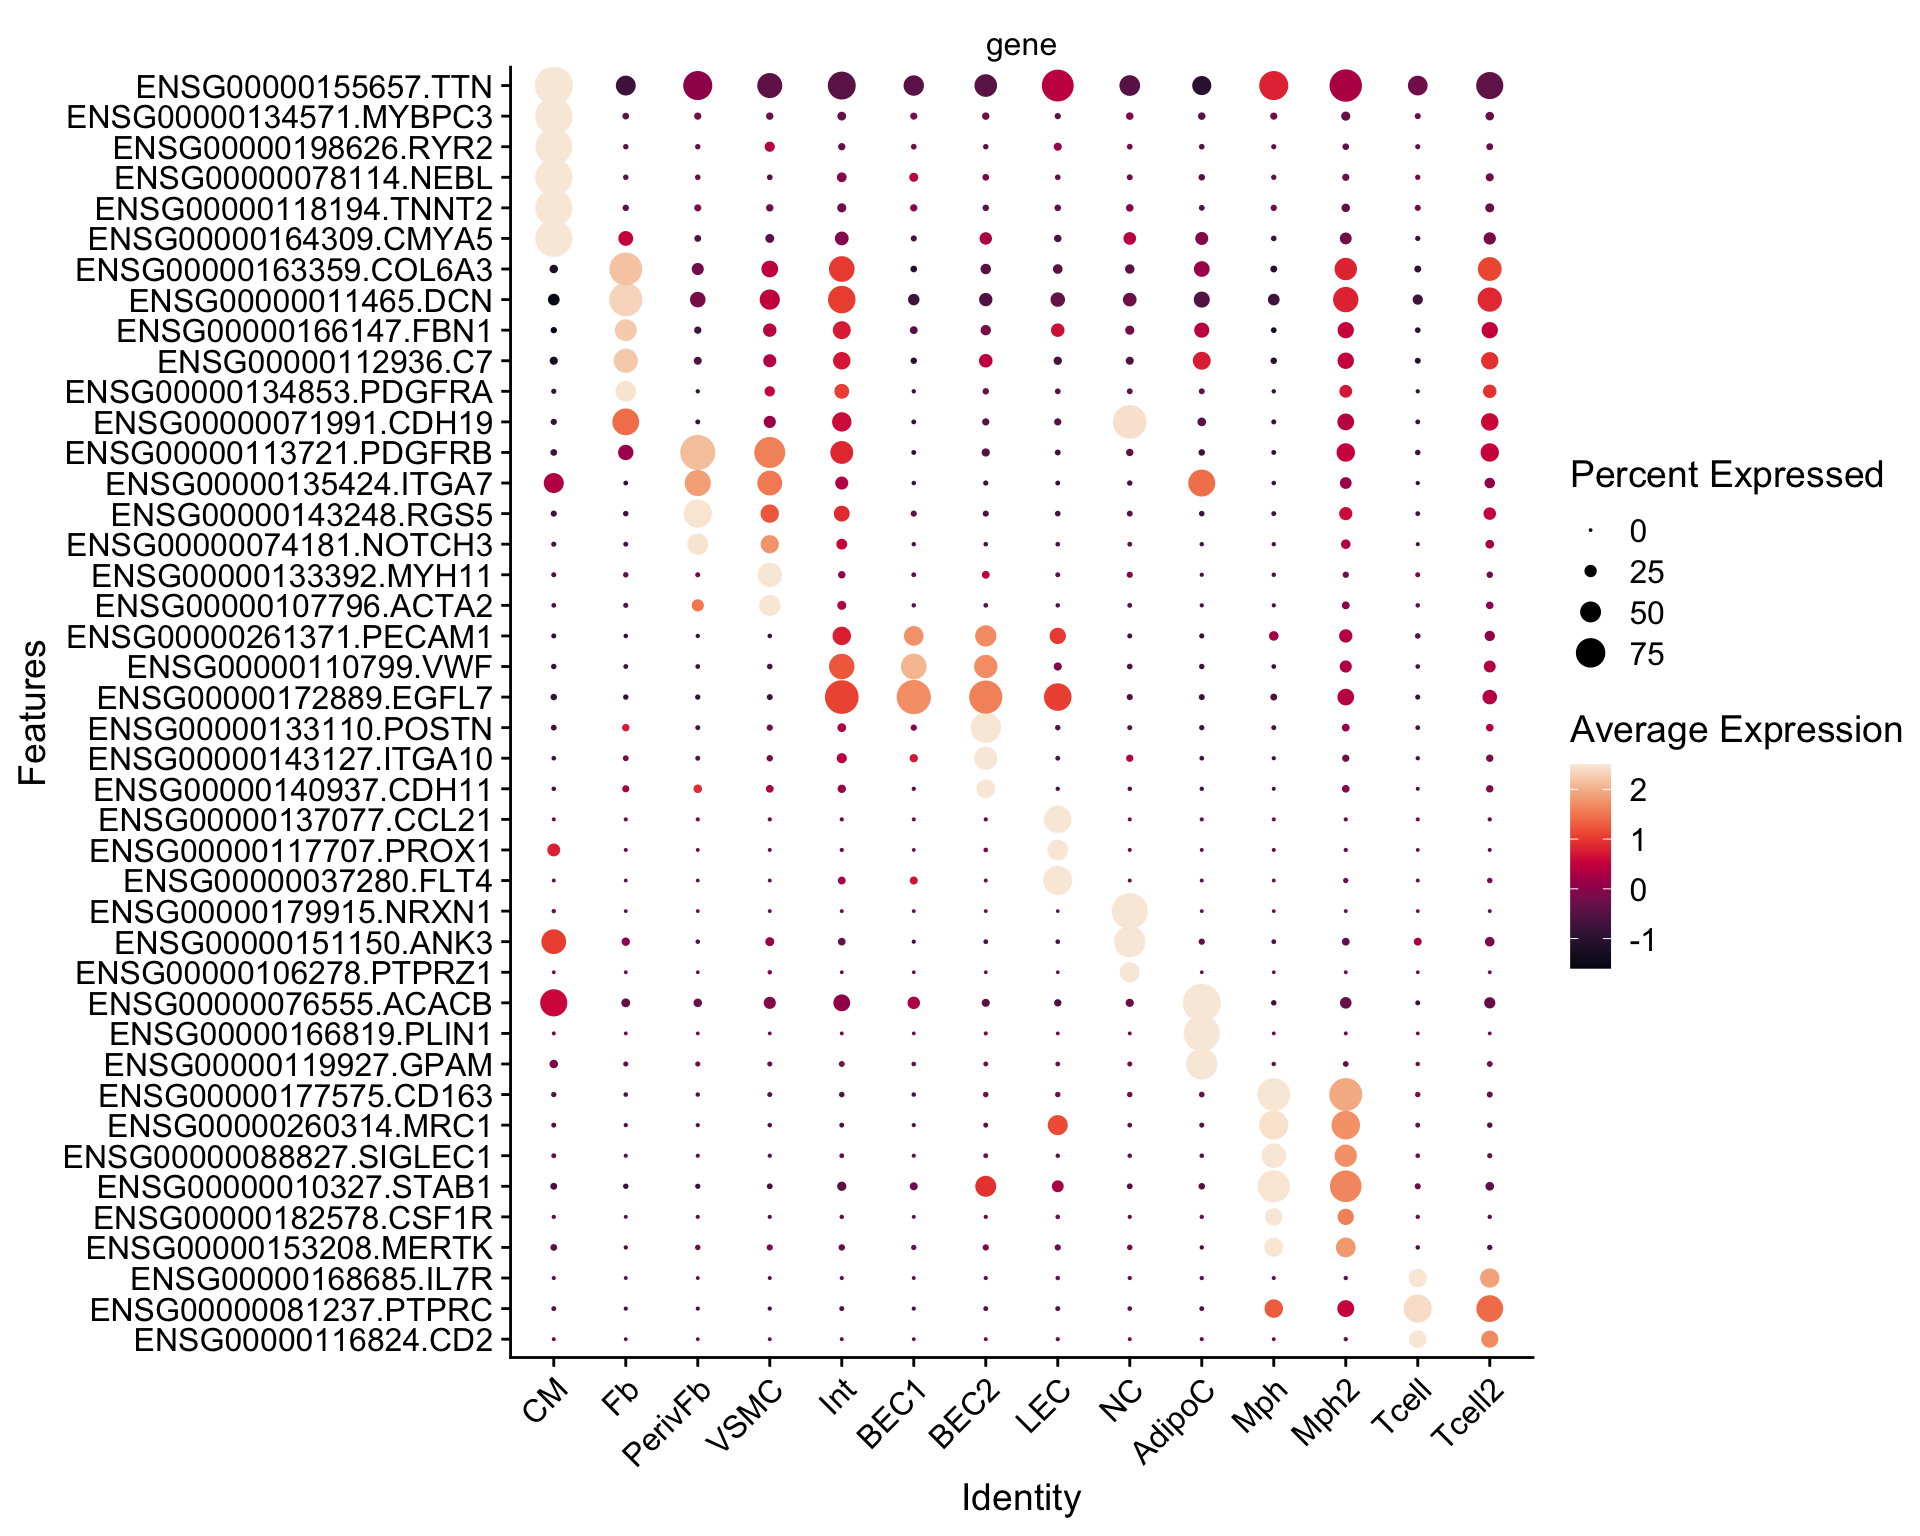 gene
ENSG00000155657.TTN
ENSG00000134571.MYBPC3
ENSG00000198626.RYR2
ENSG00000078114.NEBL
ENSG00000118194.TNNT2
ENSG00000164309.CMYA5
ENSG00000163359.COL6A3
ENSG00000011465.DCN
ENSG00000166147.FBN1
ENSG00000112936.C7
ENSG00000134853.PDGFRA
ENSG00000071991.CDH19
ENSG00000113721.PDGFRB
ENSG00000135424.ITGA7
ENSG00000143248.RGS5
ENSG00000074181.NOTCH3
ENSG00000133392.MYH11
ENSG00000107796.ACTA2
ENSG00000261371.PECAM1
ENSG00000110799.VWF
ENSG00000172889.EGFL7
ENSG00000133110.POSTN
ENSG00000143127.ITGA10
ENSG00000140937.CDH11
ENSG00000137077.CCL21
ENSG00000117707.PROX1
ENSG00000037280.FLT4
ENSG00000179915.NRXN1
ENSG00000151150.ANK3
ENSG00000106278.PTPRZ1
ENSG00000076555.ACACB
ENSG00000166819.PLIN1
ENSG00000119927.GPAM
ENSG00000177575.CD163
ENSG00000260314.MRC1
ENSG00000088827.SIGLEC1
ENSG00000010327.STAB1
ENSG00000182578.CSF1R
ENSG00000153208.MERTK
ENSG00000168685.IL7R
ENSG00000081237.PTPRC
ENSG00000116824.CD2
Features
CM
Fb
PerivFb
VSMC
Int
BEC1
BEC2
LEC
NC
AdipoC
Mph
Mph2
Tcell
Tcell2
Identity
Percent Expressed
0
25
50
75
Average Expression
2
1
0
-1